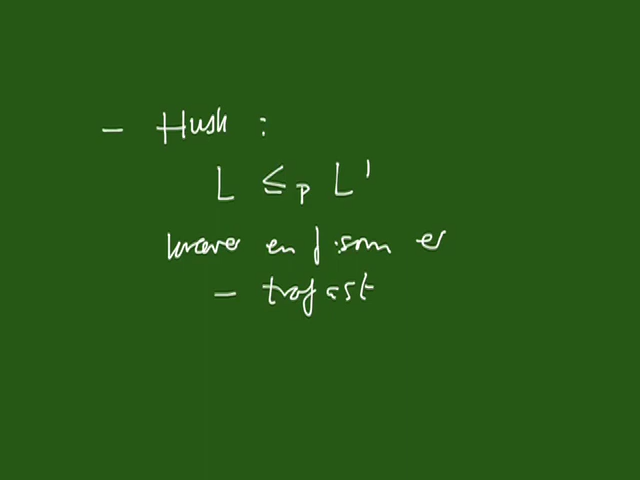 - Husk :
L ≤p L'
kræver en f som er
- trofast